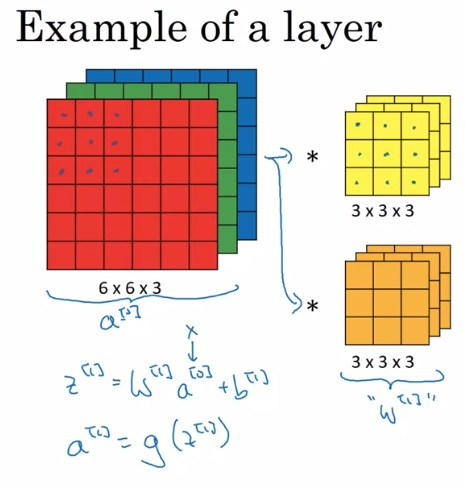 Example of a layer
*
3 x 3 x 3
6 x 6 x 3
a^[0]
*
3 x 3 x 3
x
↓
z^[1] = W^[1] a^[0] + b^[1]
"W^[1]"
a^[1] = g(z^[1])